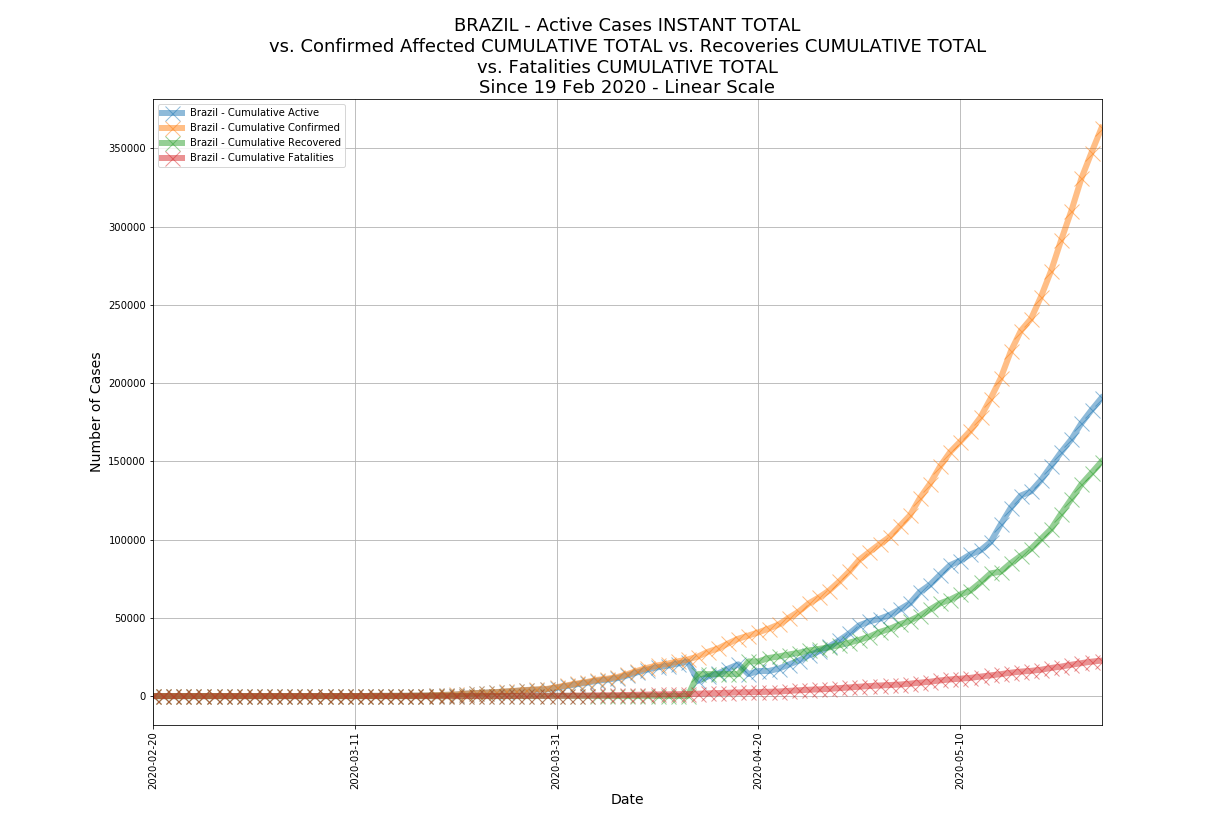 BRAZIL - Active Cases INSTANT TOTAL
vs. Confirmed Affected CUMULATIVE TOTAL vs. Recoveries CUMULATIVE TOTAL
vs. Fatalities CUMULATIVE TOTAL
Since 19 Feb 2020 - Linear Scale
Brazil - Cumulative Active
Brazil - Cumulative Confirmed
Brazil - Cumulative Recovered
Brazil - Cumulative Fatalities
Number of Cases
350000
300000
250000
200000
150000
100000
50000
0
2020-02-20
2020-03-11
2020-03-31
2020-04-20
2020-05-10
Date